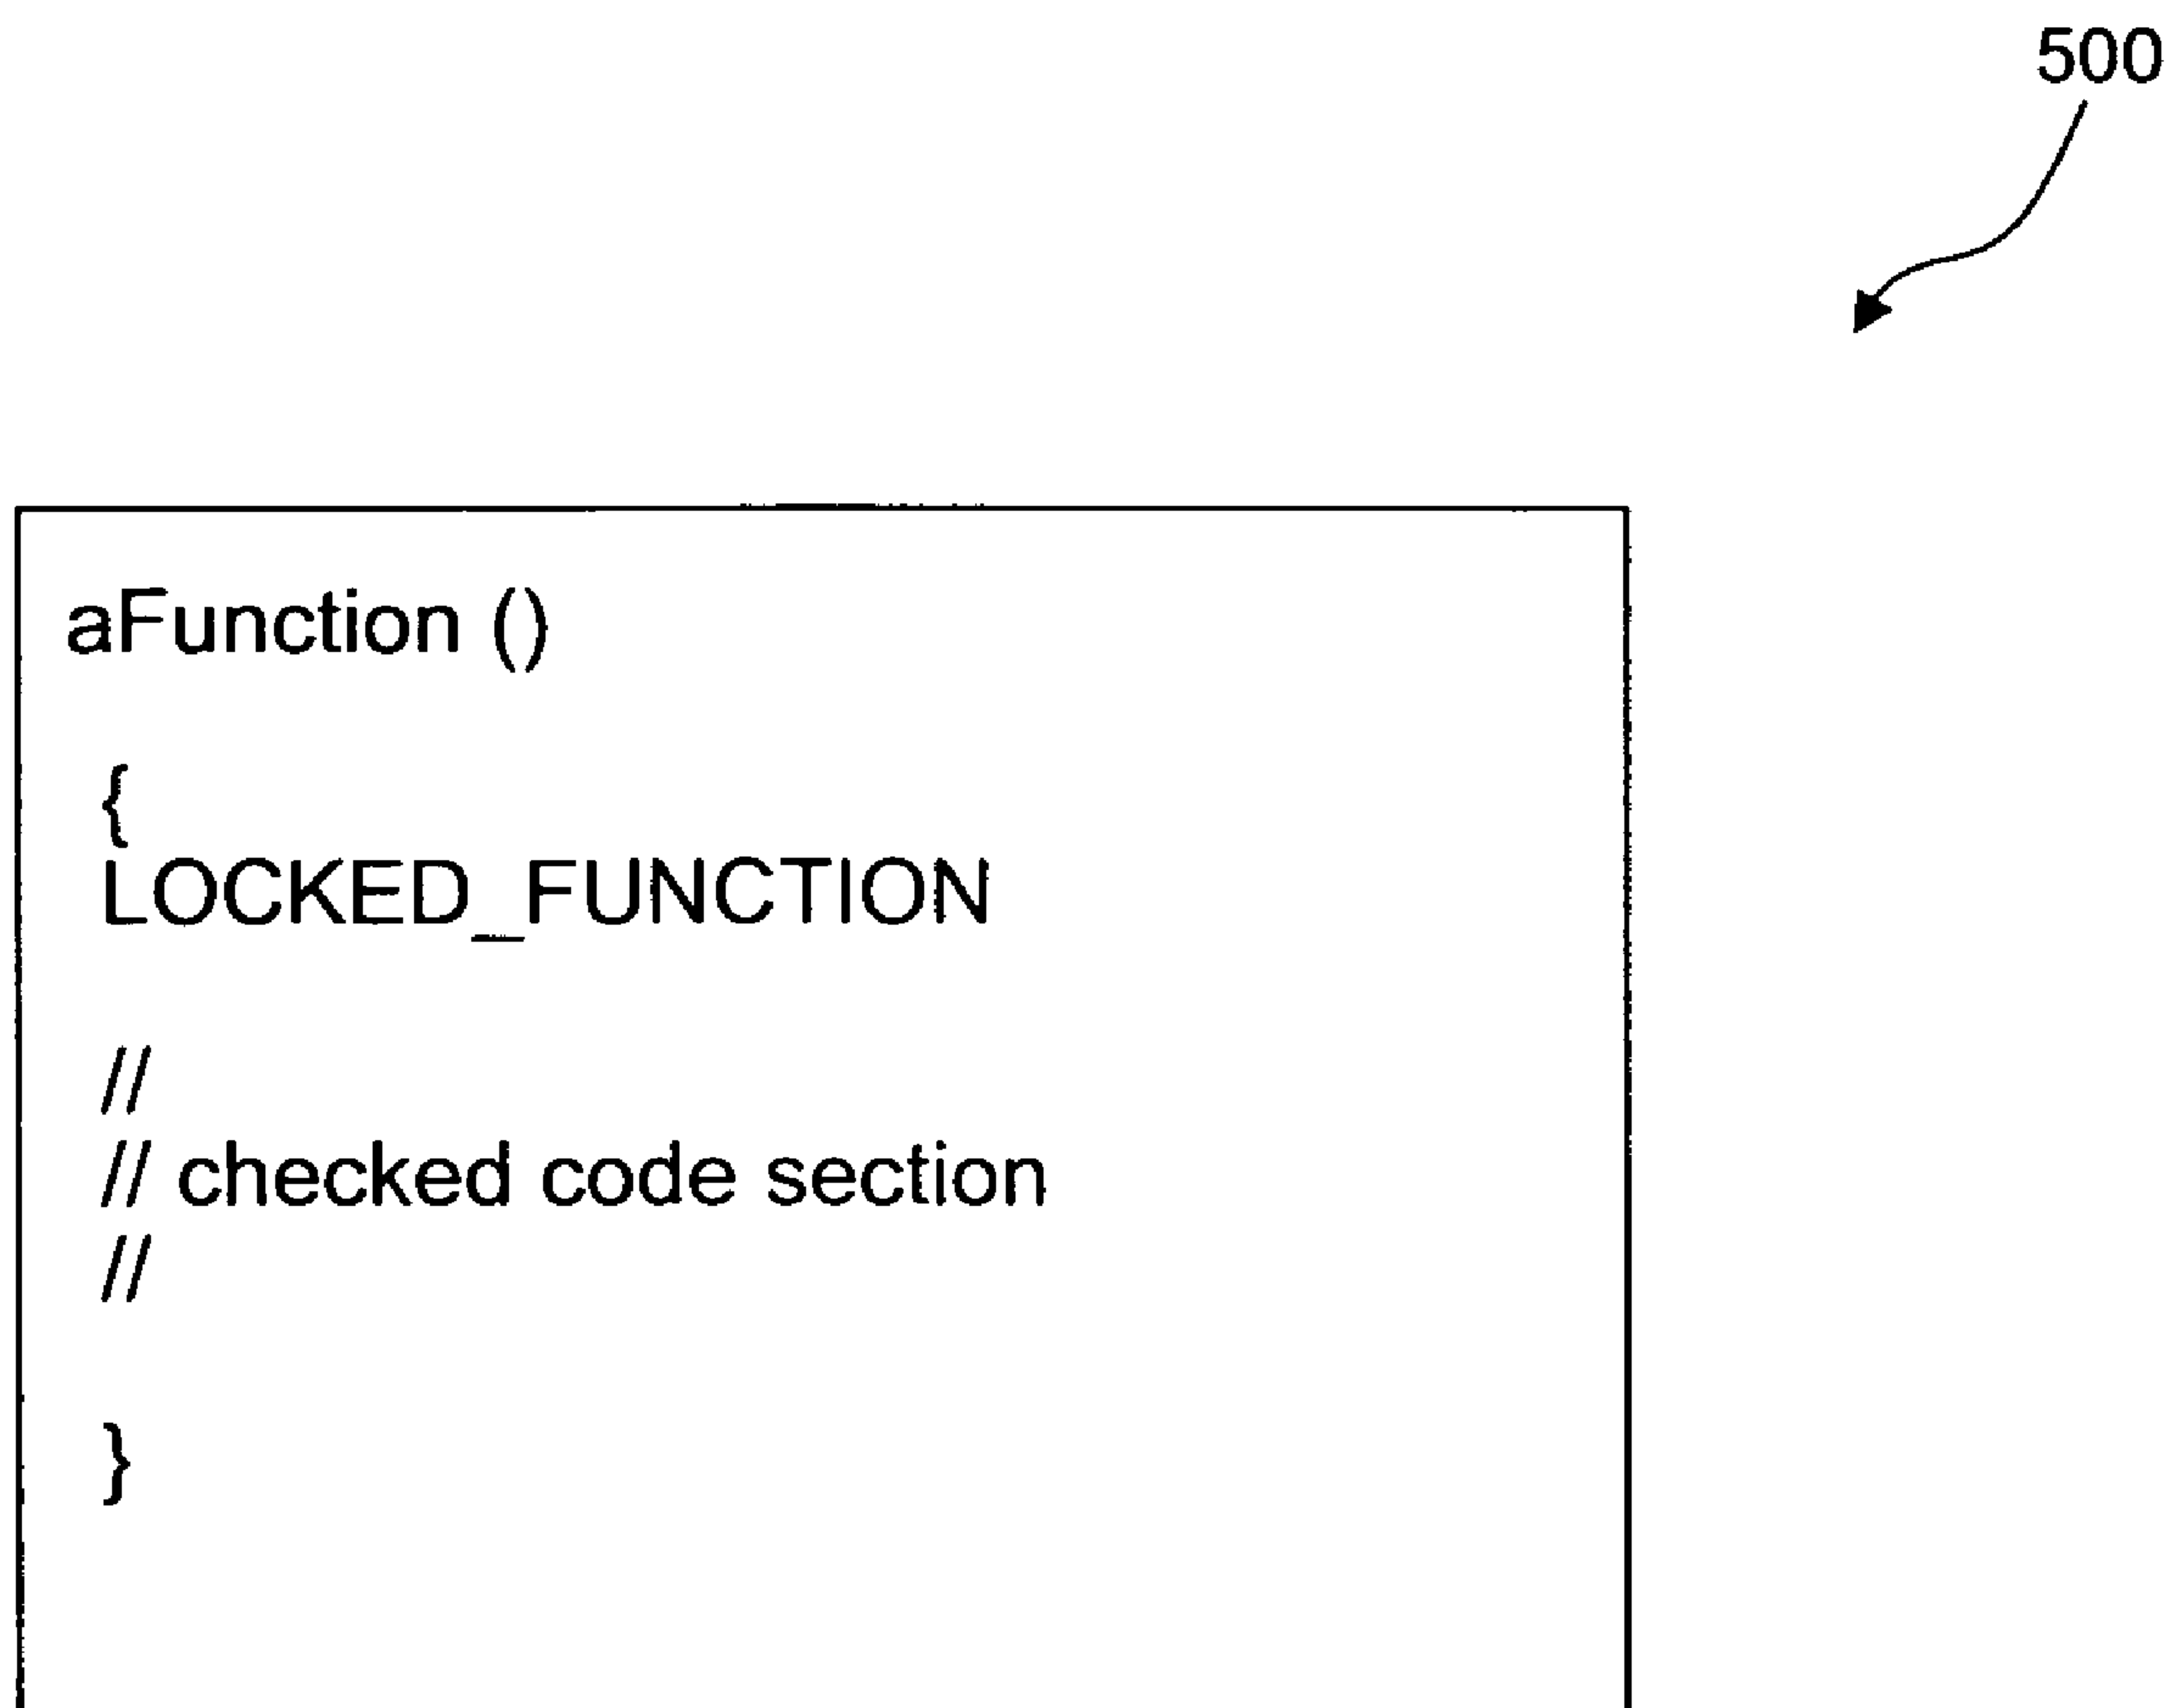 500
aFunction ()
{
LOCKED_FUNCTION
//
// checked code section
//
}